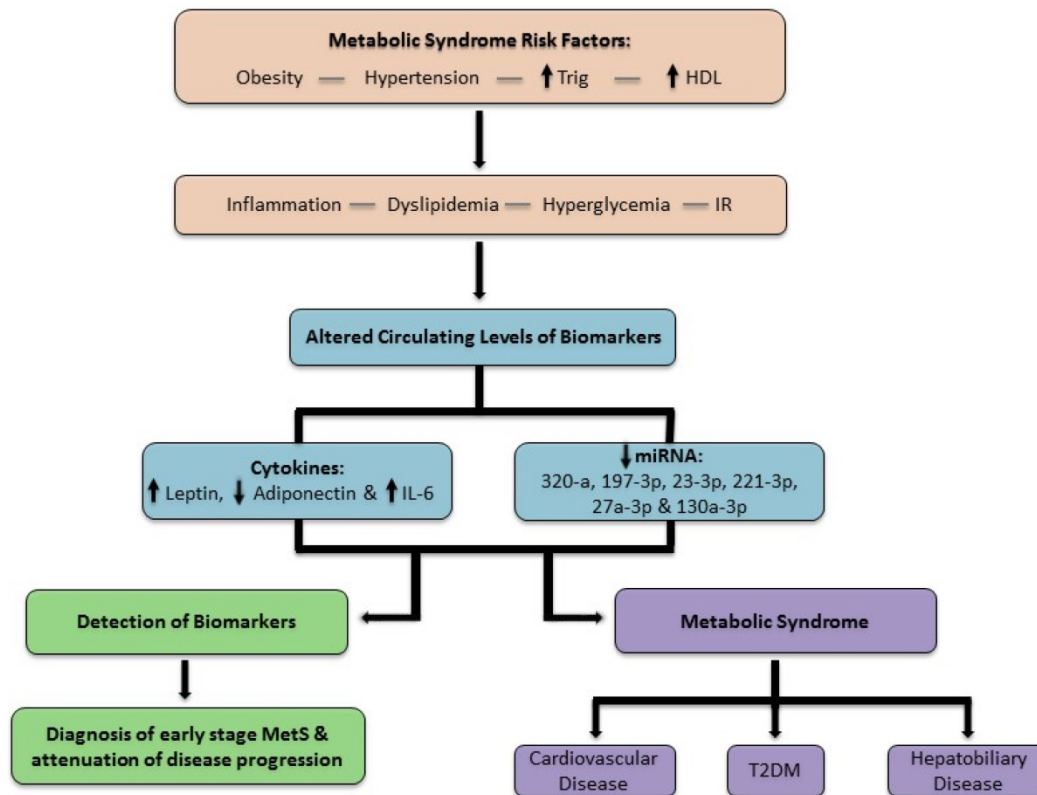 Metabolic Syndrome Risk Factors:
Obesity — Hypertension — ↑ Trig — ↑ HDL
Inflammation — Dyslipidemia — Hyperglycemia — IR
Altered Circulating Levels of Biomarkers
Cytokines:
↑ Leptin, ↓ Adiponectin & ↑ IL-6
↓ miRNA:
320-a, 197-3p, 23-3p, 221-3p,
27a-3p & 130a-3p
Detection of Biomarkers
Metabolic Syndrome
Diagnosis of early stage MetS &
attenuation of disease progression
Cardiovascular
Disease
T2DM
Hepatobiliary
Disease